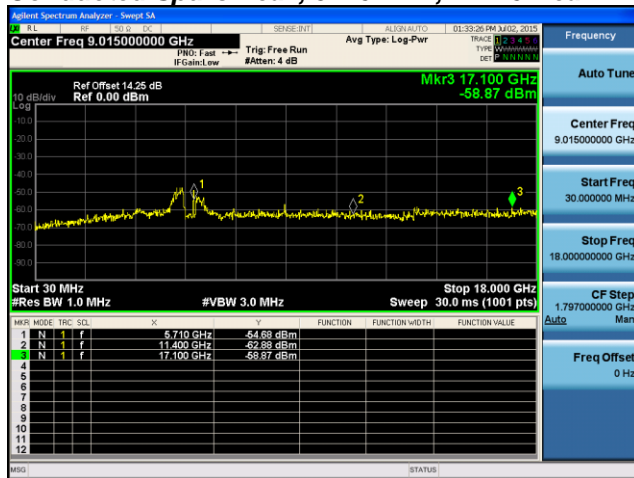 Agilent Spectrum Analyzer - Swept SA
RL RF 50 Ω DC SENSE:INT ALIGN AUTO 01:33:26 PM Jul 02, 2015
Center Freq 9.015000000 GHz Avg Type: Log-Pwr TRACE 1 2 3 4 5 6
PNO: Fast Trig: Free Run TYPE
IFGain:Low #Atten: 4 dB DET P N N N N N
Mkr3 17.100 GHz
Ref Offset 14.25 dB
10 dB/div Ref 0.00 dBm -58.87 dBm
Log
-10.0
-20.0
-30.0
-40.0
-50.0
-60.0
-70.0
-80.0
-90.0
1
2
3
Start 30 MHz Stop 18.000 GHz
#Res BW 1.0 MHz #VBW 3.0 MHz Sweep 30.0 ms (1001 pts)
MKR MODE TRC SCL X Y FUNCTION FUNCTION WIDTH FUNCTION VALUE
1 N 1 f 5.710 GHz -54.68 dBm
2 N 1 f 11.400 GHz -62.88 dBm
3 N 1 f 17.100 GHz -58.87 dBm
4
5
6
7
8
9
10
11
12
MSG STATUS
Frequency
Auto Tune
Center Freq
9.015000000 GHz
Start Freq
30.000000 MHz
Stop Freq
18.000000000 GHz
CF Step
1.797000000 GHz
Auto Man
Freq Offset
0 Hz